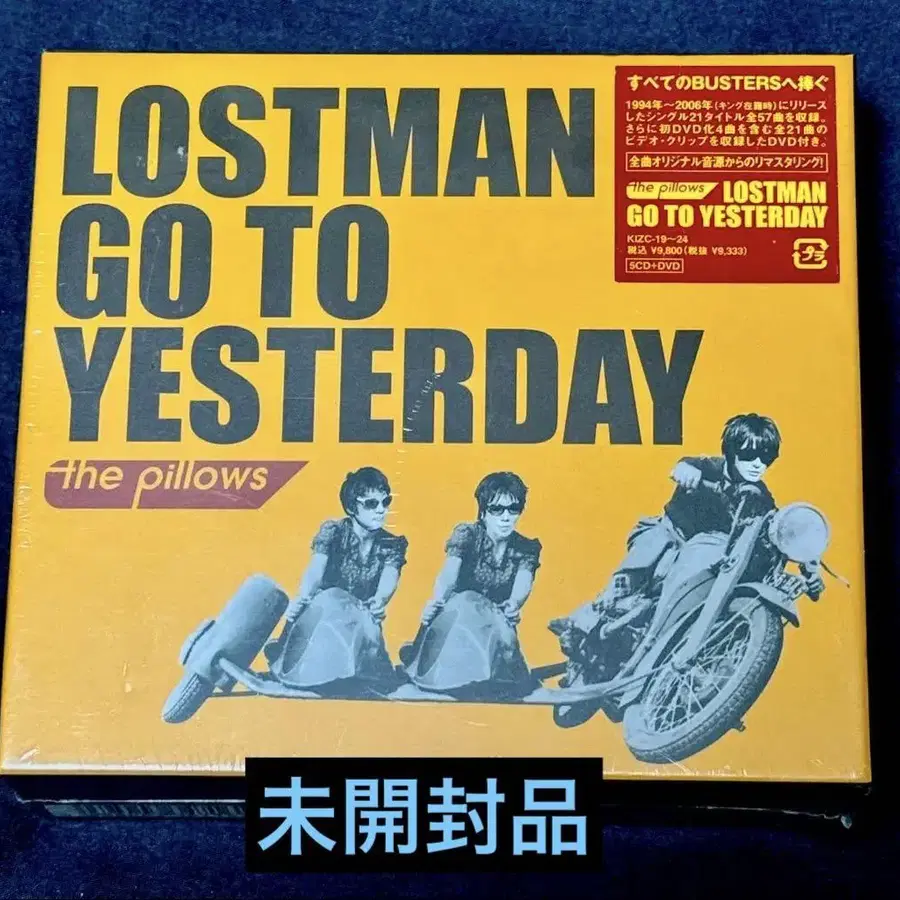 LOSTMAN
GO TO
YESTERDAY
the pillows
すべてのBUSTERSへ捧ぐ
1994年～2006年(キング在籍時)にリリース
したシングル21タイトル全57曲を収録。
さらに初DVD化4曲を含む全21曲の
ビデオ・クリップを収録したDVD付き。
全曲オリジナル音源からのリマスタリング!
the pillows LOSTMAN
GO TO YESTERDAY
KIZC-19～24
税込 ¥9,800(税抜 ¥9,333)
5CD+DVD
プラ
未開封品